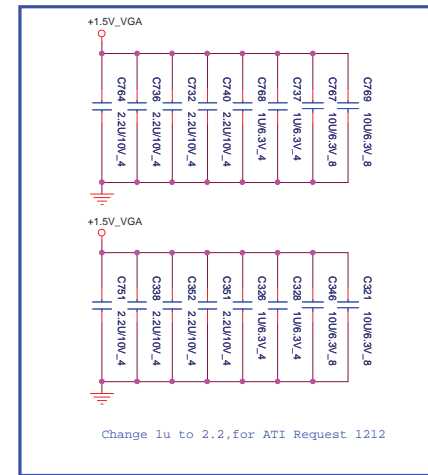 +1.5V_VGA
C764 2.2U/10V_4
C736 2.2U/10V_4
C732 2.2U/10V_4
C740 2.2U/10V_4
C768 1U/6.3V_4
C737 1U/6.3V_4
C767 10U/6.3V_8
C769 10U/6.3V_8
+1.5V_VGA
C751 2.2U/10V_4
C338 2.2U/10V_4
C352 2.2U/10V_4
C351 2.2U/10V_4
C326 1U/6.3V_4
C328 1U/6.3V_4
C346 10U/6.3V_8
C321 10U/6.3V_8
Change 1u to 2.2,for ATI Request 1212